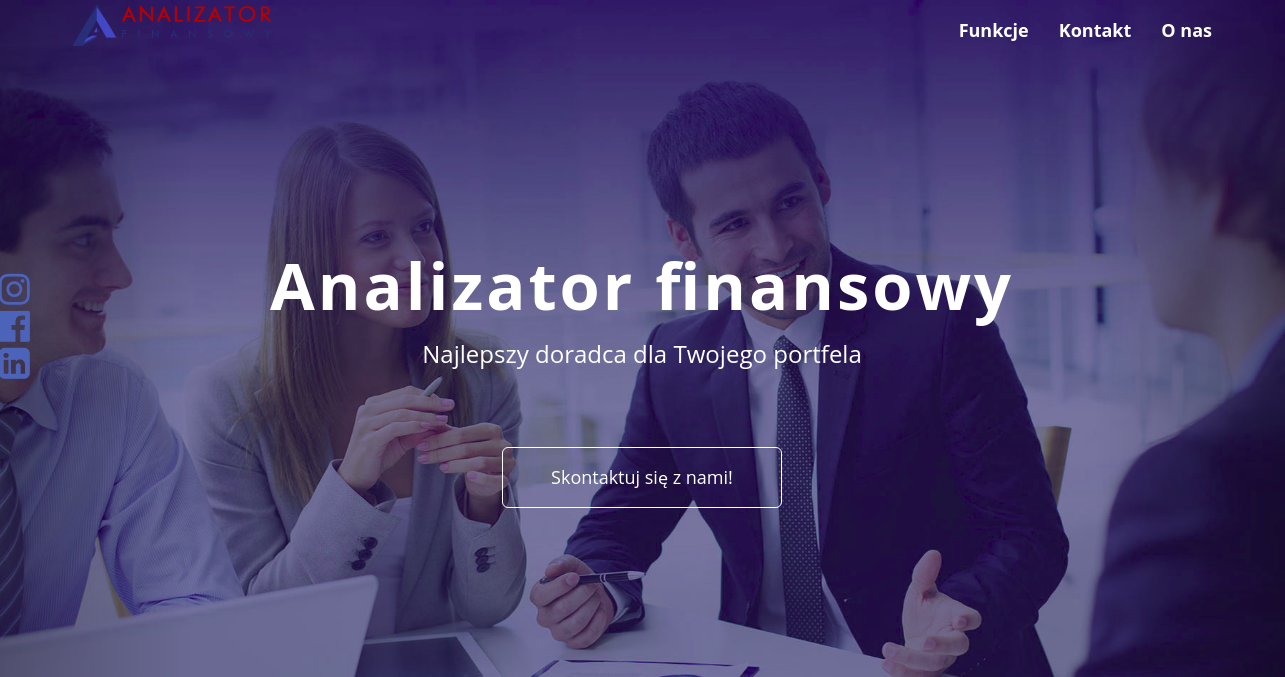 ANALIZATOR
FINANSOWY
Funkcje Kontakt O nas
Analizator finansowy
Najlepszy doradca dla Twojego portfela
Skontaktuj się z nami!